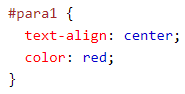 #para1 {
  text-align: center;
  color: red;
}